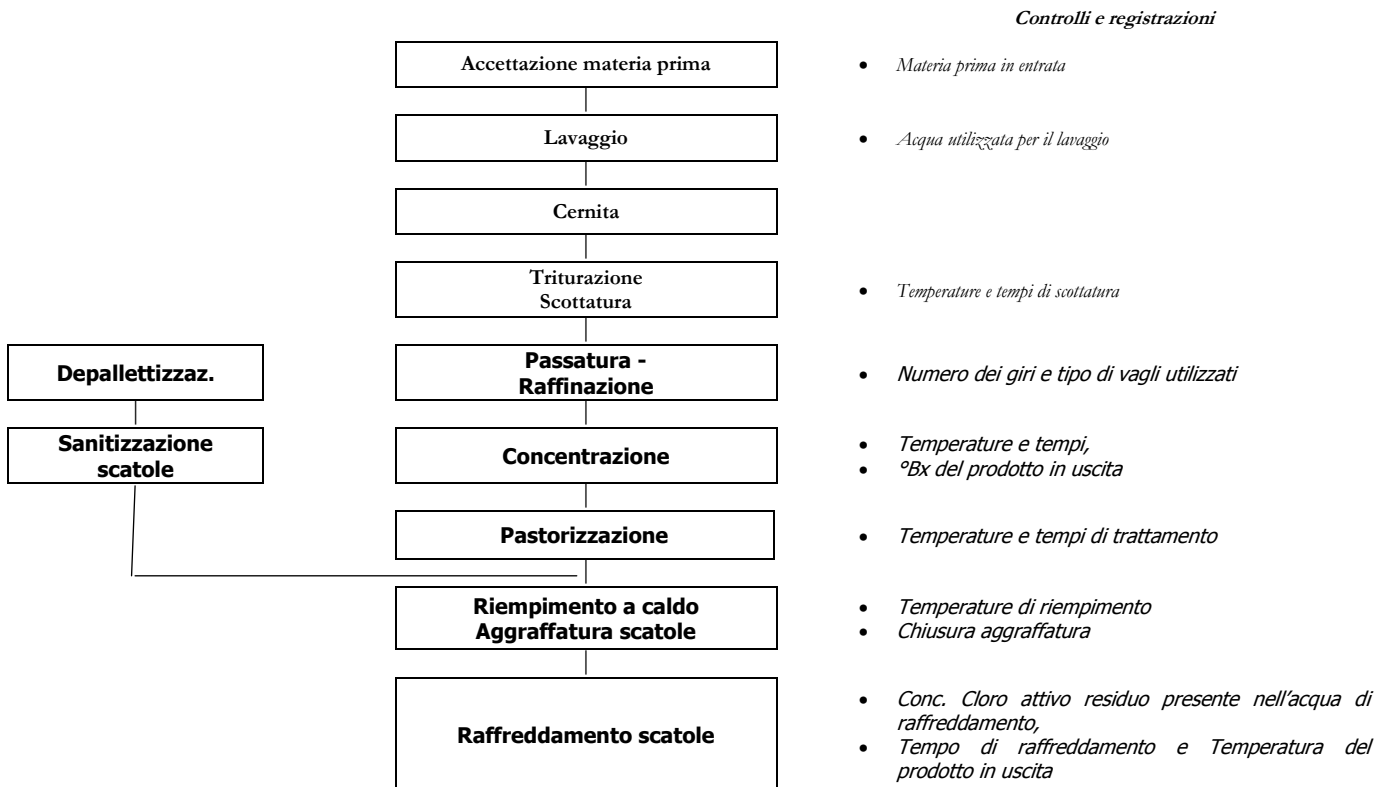 Controlli e registrazioni
Accettazione materia prima
• Materia prima in entrata
Lavaggio
• Acqua utilizzata per il lavaggio
Cernita
Triturazione
Scottatura
• Temperature e tempi di scottatura
Depallettizzaz.
Passatura -
Raffinazione
• Numero dei giri e tipo di vagli utilizzati
Sanitizzazione
scatole
Concentrazione
• Temperature e tempi,
• °Bx del prodotto in uscita
Pastorizzazione
• Temperature e tempi di trattamento
Riempimento a caldo
Aggraffatura scatole
• Temperature di riempimento
• Chiusura aggraffatura
Raffreddamento scatole
• Conc. Cloro attivo residuo presente nell’acqua di
raffreddamento,
• Tempo di raffreddamento e Temperatura del
prodotto in uscita